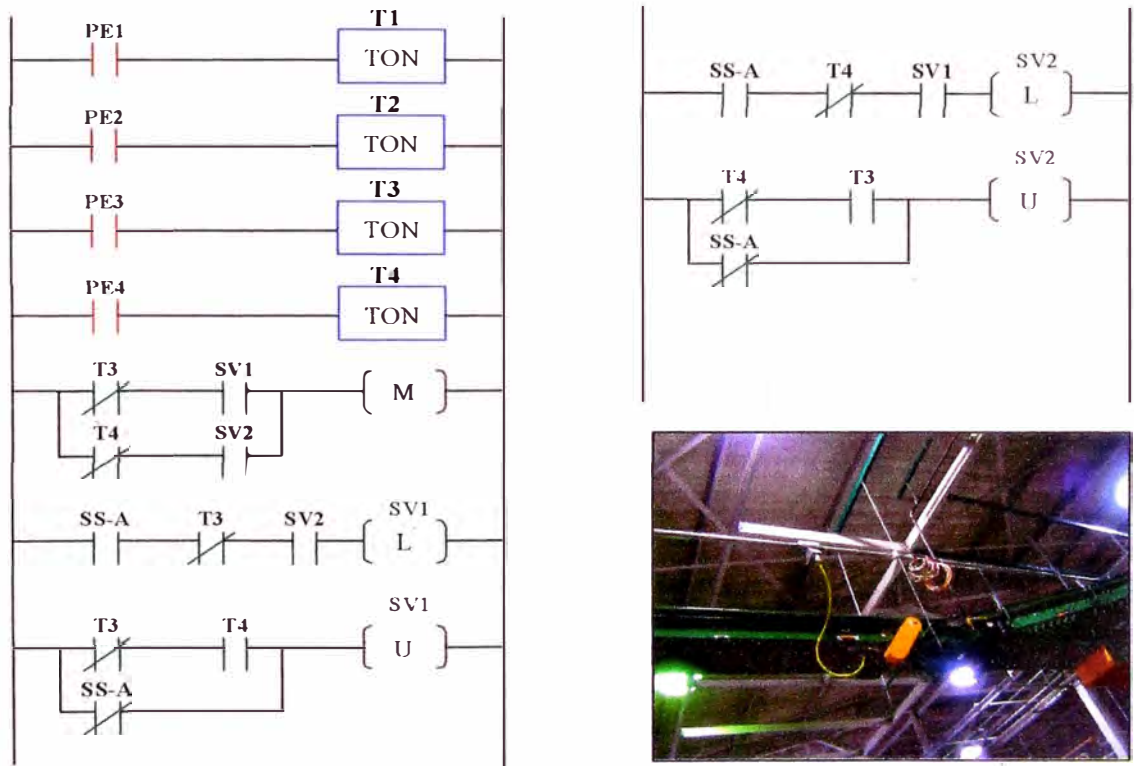 T1
PE1
TON
T2
PE2
TON
T3
PE3
TON
T4
PE4
TON
T3 SV1
M
T4 SV2
SV1
SS-A T3 SV2
L
SV1
T3 T4
U
SS-A
SV2
SS-A T4 SV1
L
SV2
T4 T3
U
SS-A